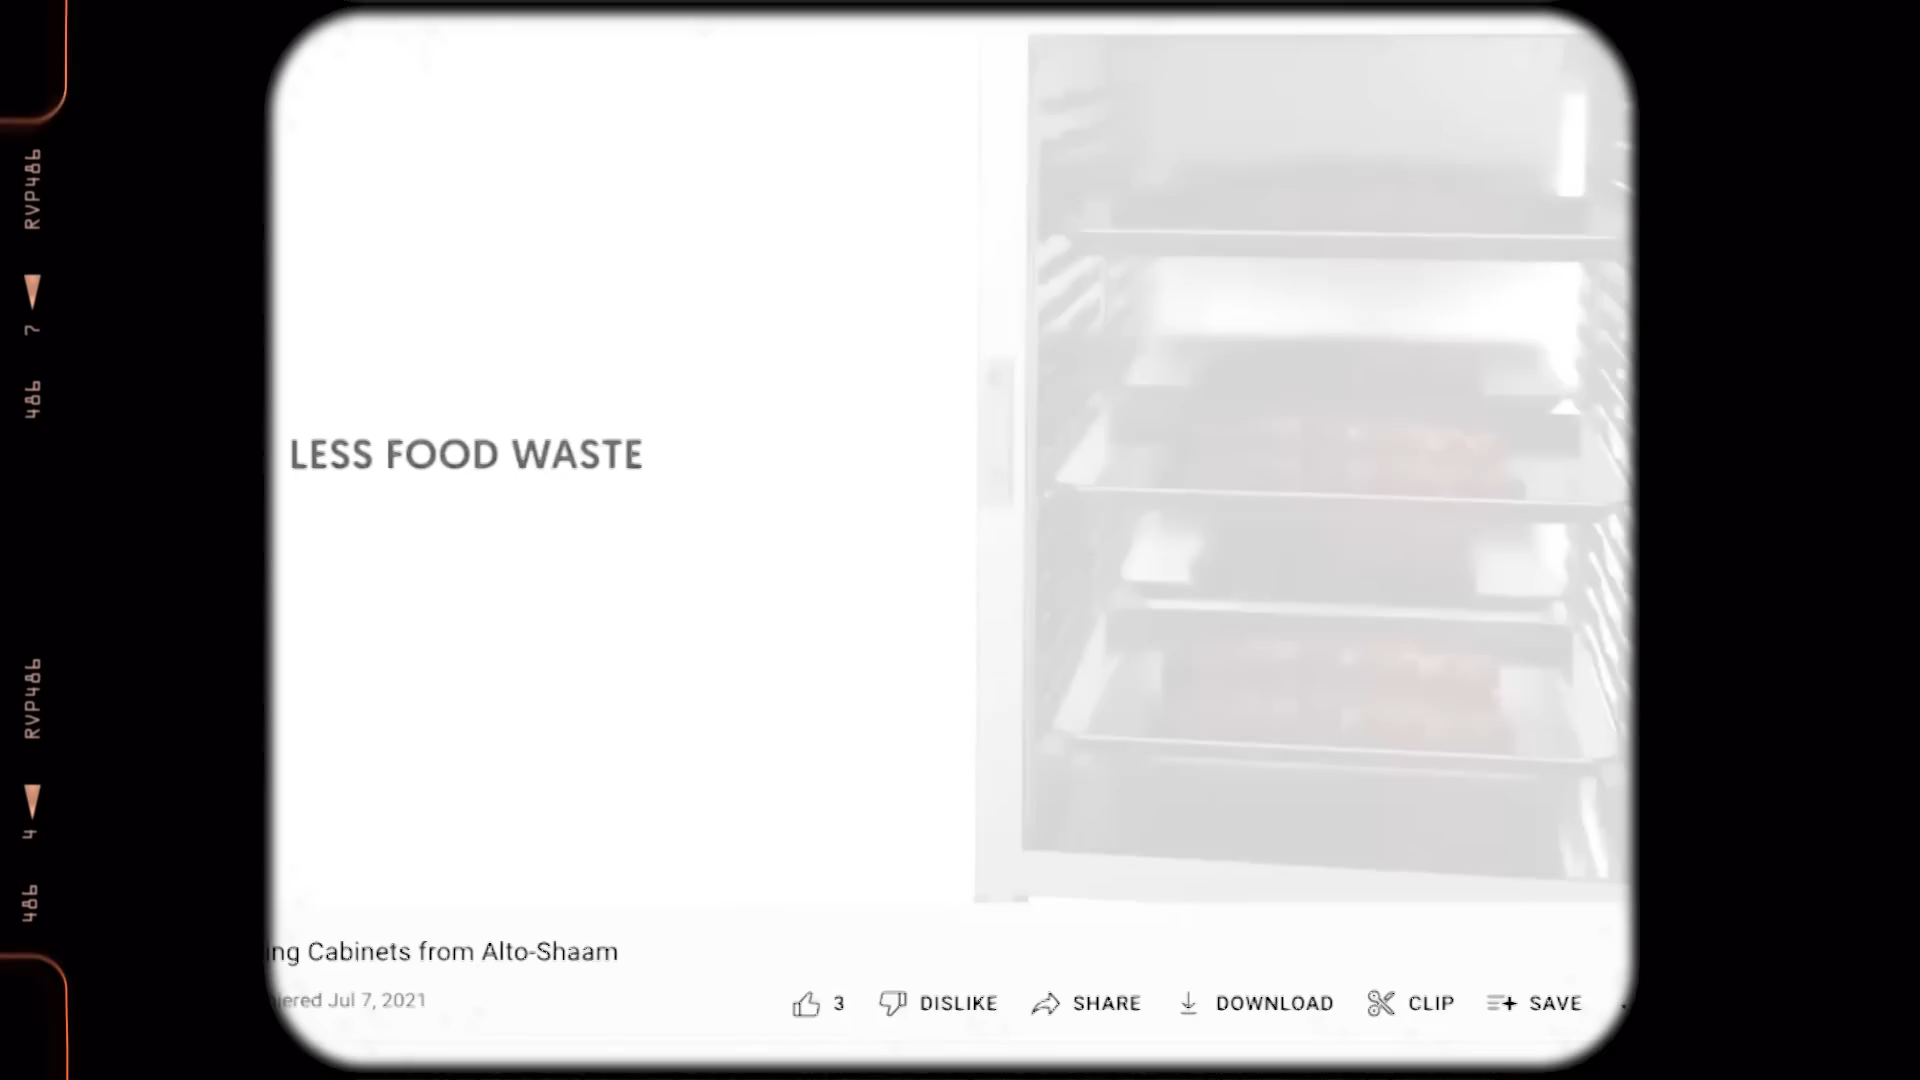 RVP486
7
486
LESS FOOD WASTE
RVP486
4
486
ing Cabinets from Alto-Shaam
iered Jul 7, 2021
3 DISLIKE SHARE DOWNLOAD CLIP SAVE